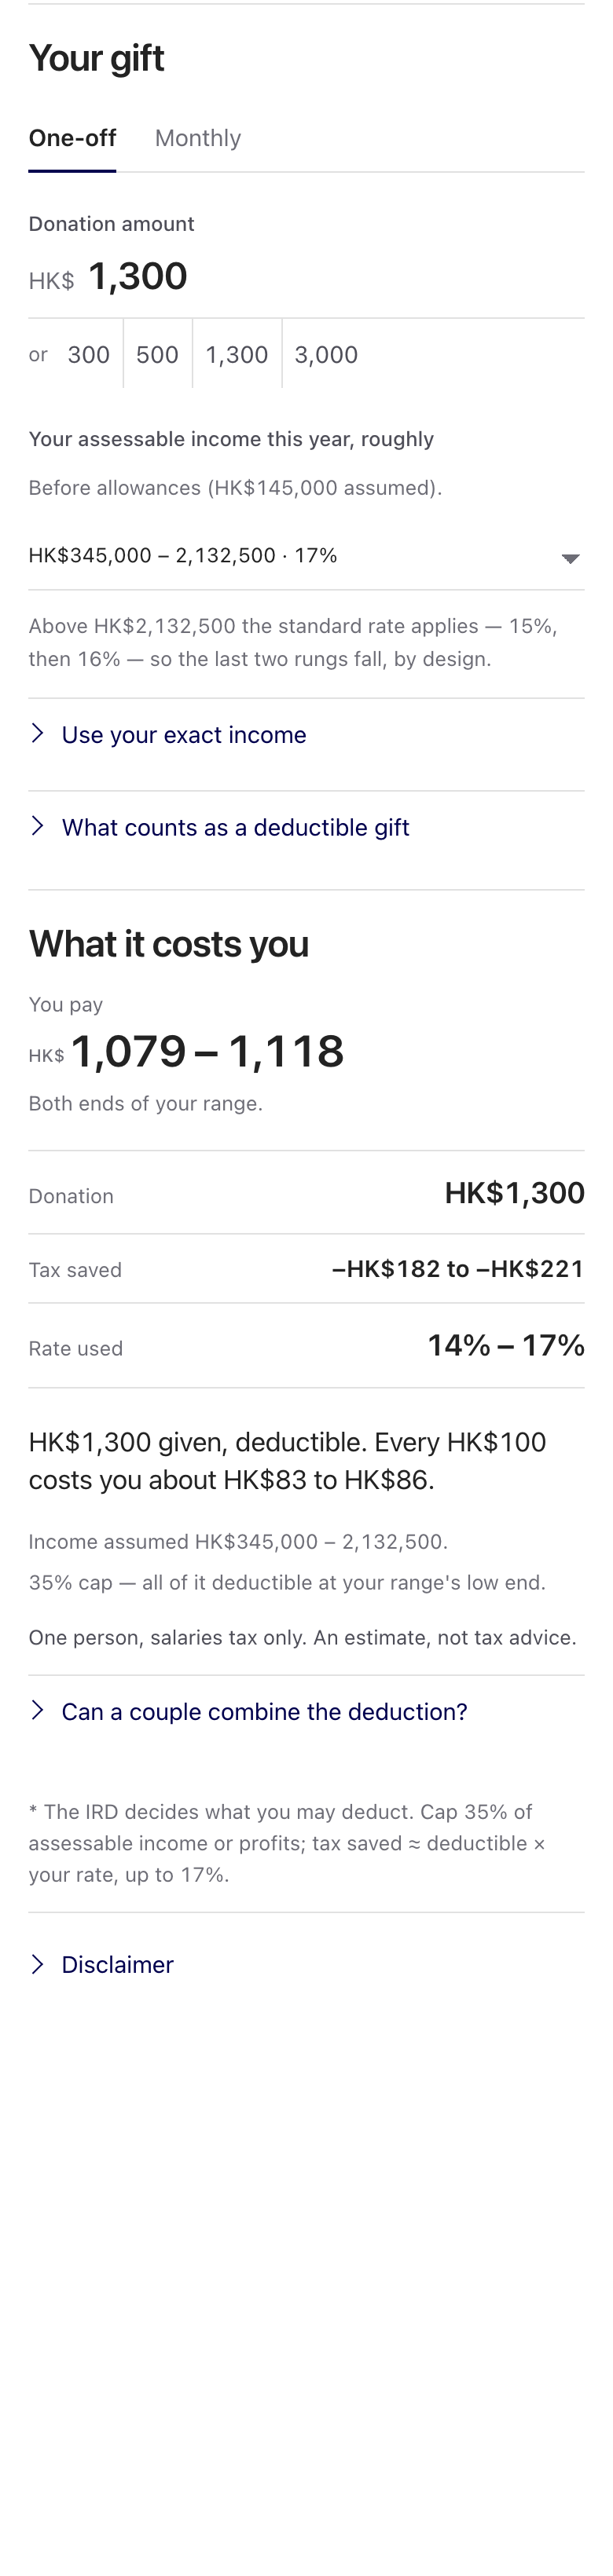 Your gift
One-off Monthly
Donation amount
HK$ 1,300
or 300 500 1,300 3,000
Your assessable income this year, roughly
Before allowances (HK$145,000 assumed).
HK$345,000 – 2,132,500 · 17%
Above HK$2,132,500 the standard rate applies — 15%,
then 16% — so the last two rungs fall, by design.
Use your exact income
What counts as a deductible gift
What it costs you
You pay
HK$ 1,079 – 1,118
Both ends of your range.
Donation HK$1,300
Tax saved –HK$182 to –HK$221
Rate used 14% – 17%
HK$1,300 given, deductible. Every HK$100
costs you about HK$83 to HK$86.
Income assumed HK$345,000 – 2,132,500.
35% cap — all of it deductible at your range's low end.
One person, salaries tax only. An estimate, not tax advice.
Can a couple combine the deduction?
* The IRD decides what you may deduct. Cap 35% of
assessable income or profits; tax saved ≈ deductible ×
your rate, up to 17%.
Disclaimer